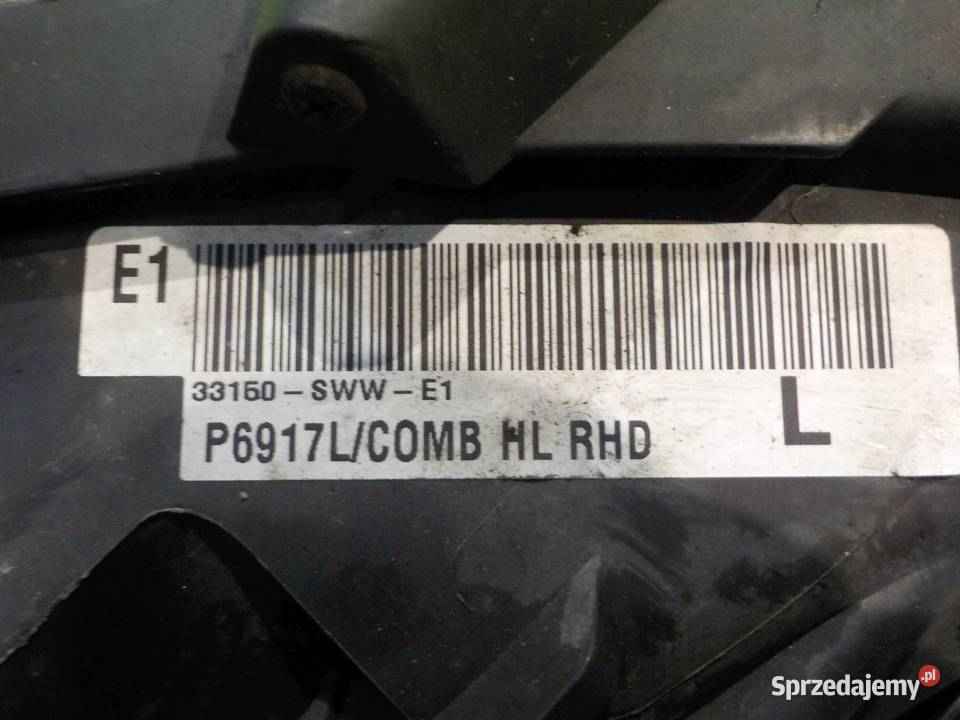 E1
33150-SWW-E1
P6917L/COMB HL RHD
L
Sprzedajemy.pl